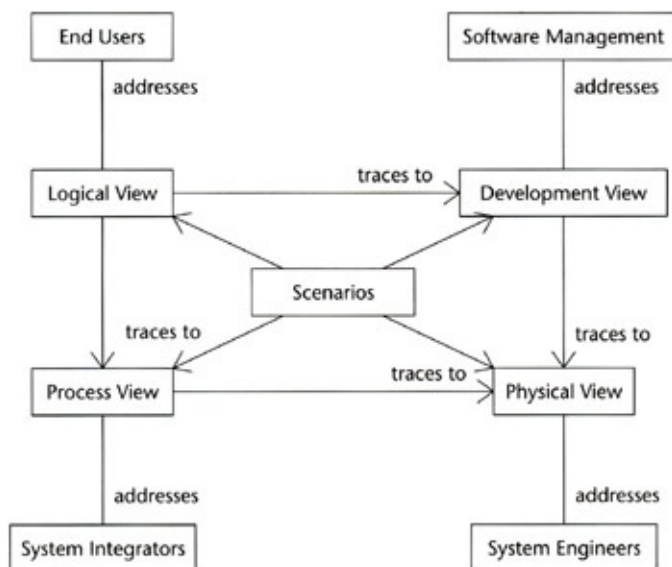 End Users
Software Management
addresses
addresses
Logical View
traces to
Development View
Scenarios
traces to
traces to
Process View
traces to
Physical View
addresses
addresses
System Integrators
System Engineers